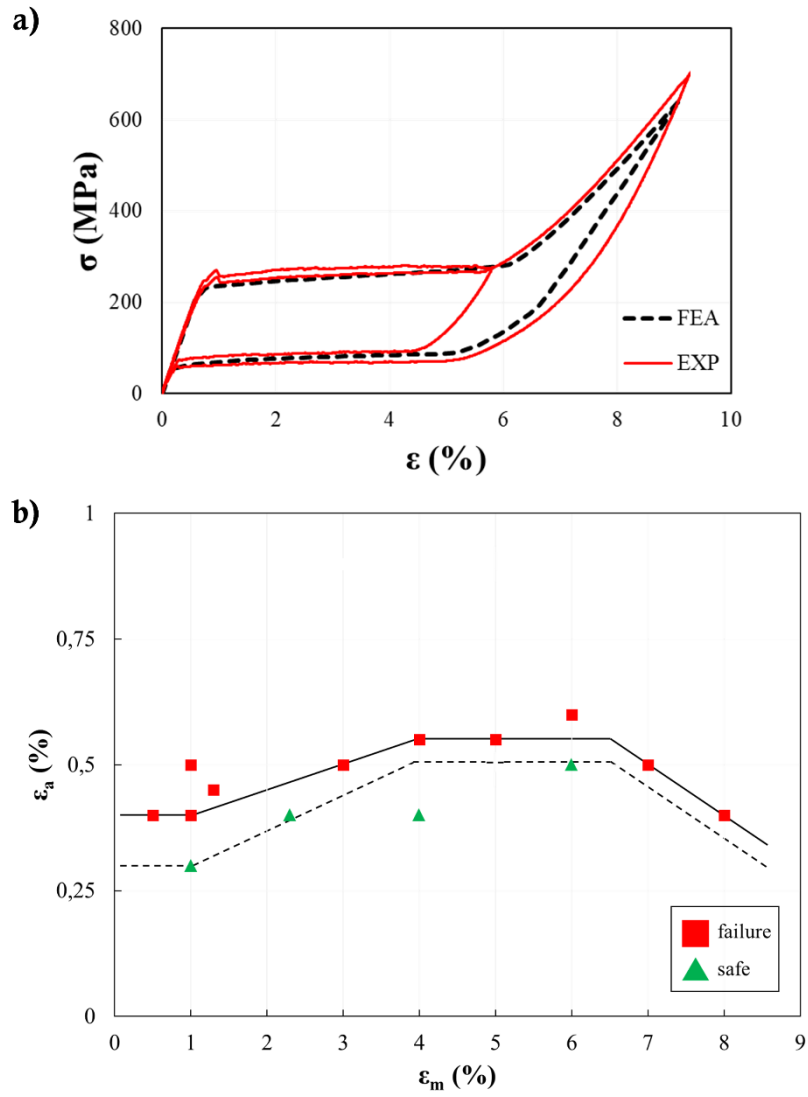 a)
800
600
400
200
0
σ (MPa)
FEA
EXP
0 2 4 6 8 10
ε (%)
b)
1
0,75
0,5
0,25
0
εa (%)
failure
safe
0 1 2 3 4 5 6 7 8 9
εm (%)